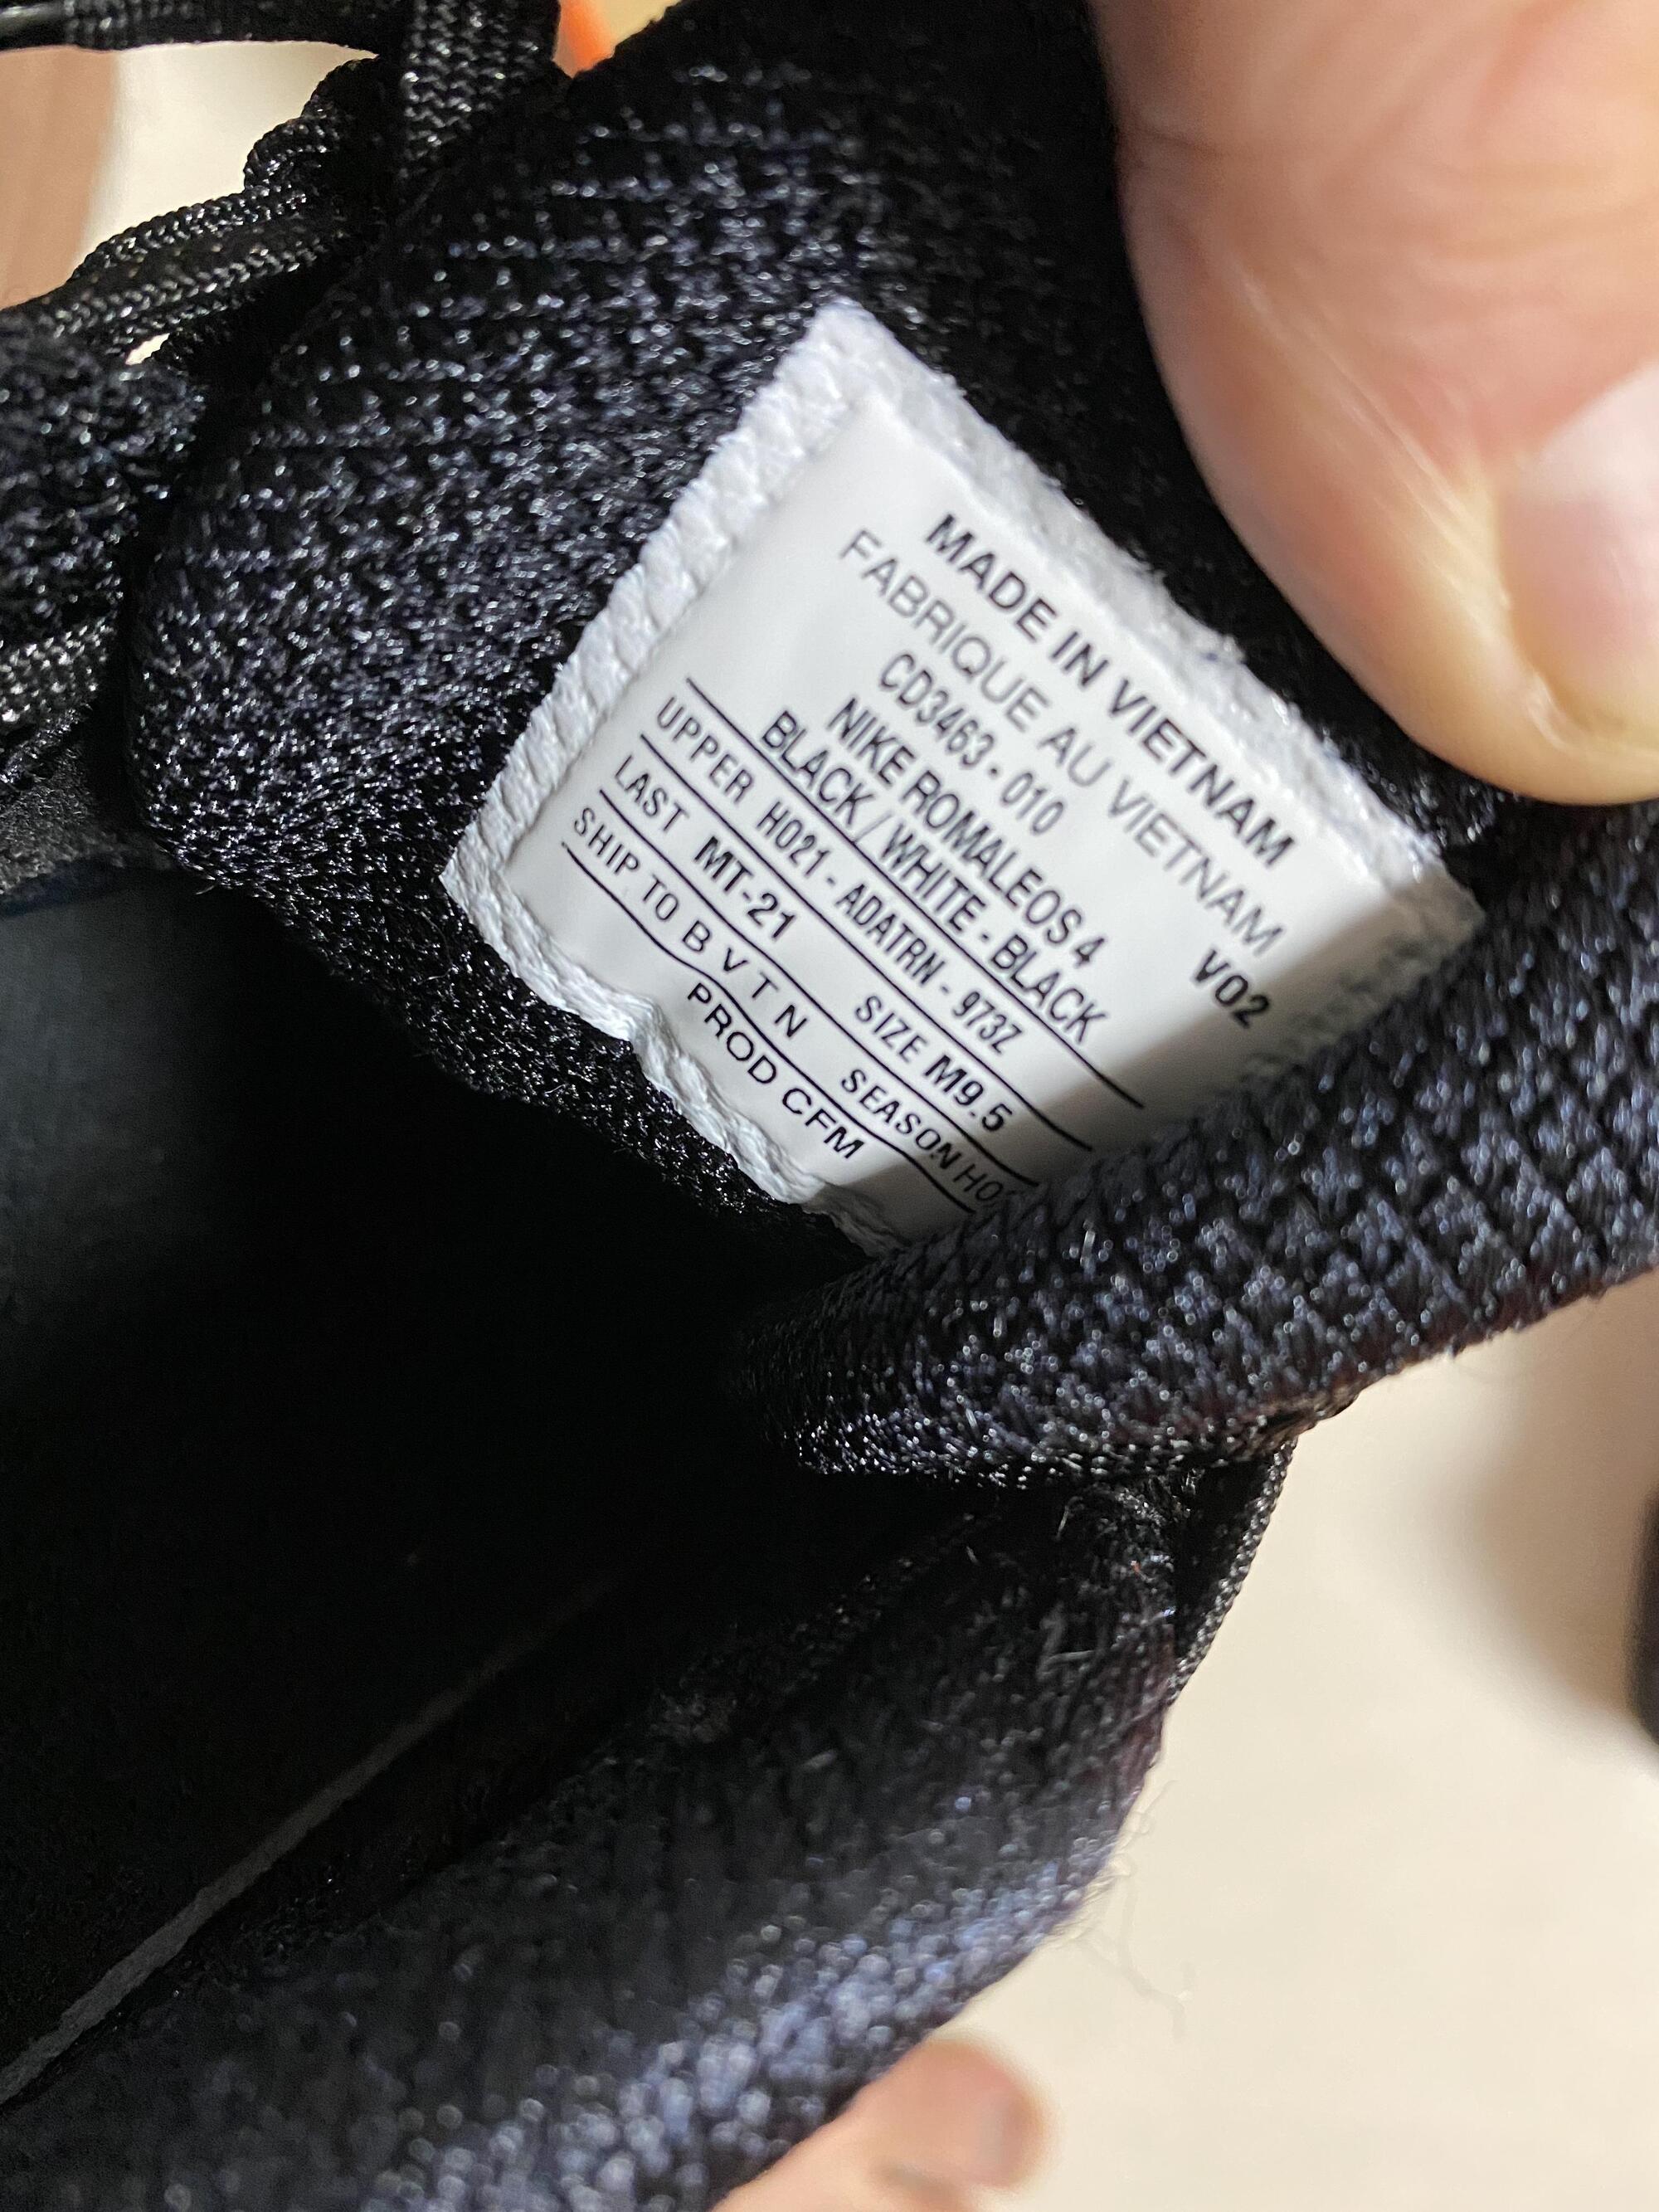 MADE IN VIETNAM
FABRIQUE AU VIETNAM
CD3463 - 010 V02
NIKE ROMALEOS 4
BLACK / WHITE - BLACK
UPPER H021 - ADATRN - 973Z
LAST MT-21 SIZE M9.5
SHIP TO B V T N SEASON
PROD CFM